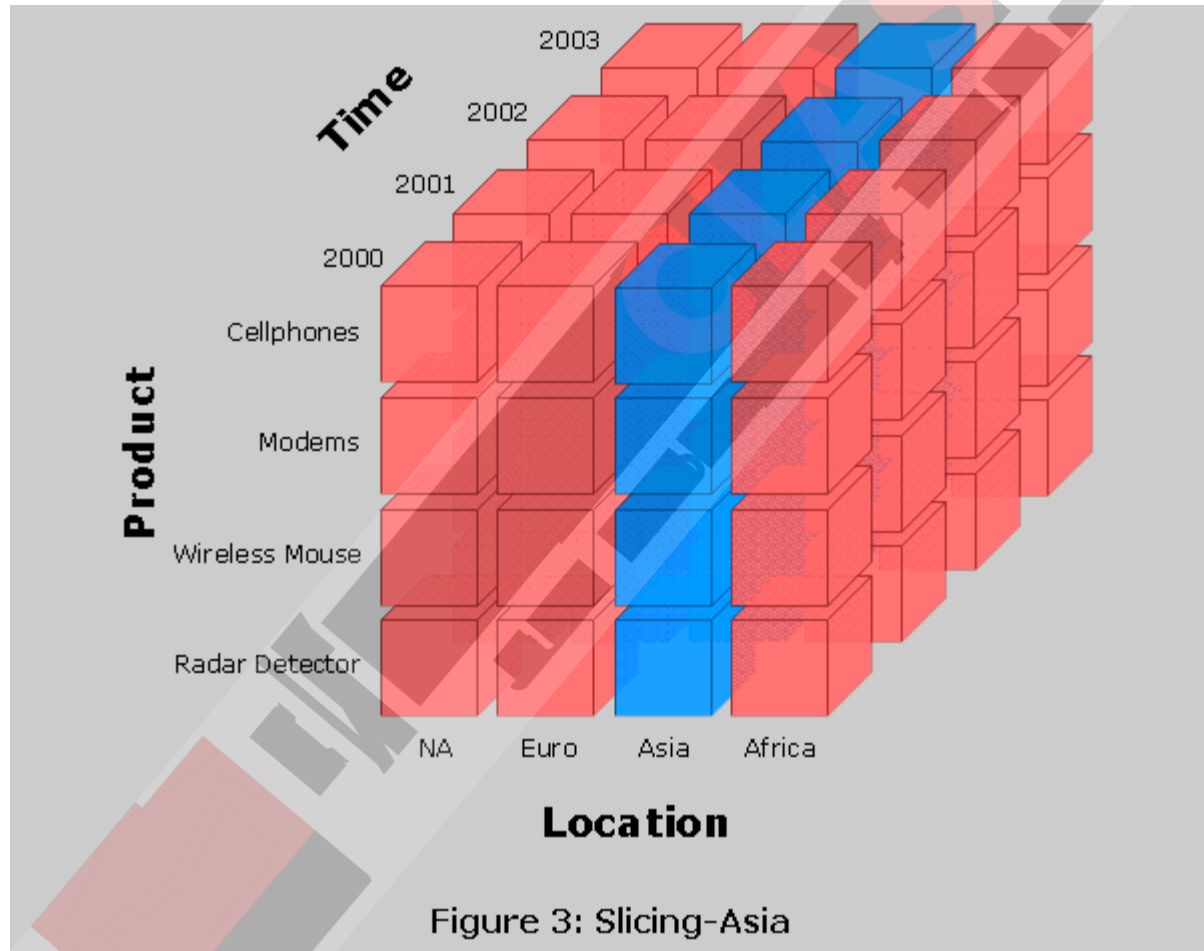 2003
Time
2002
2001
2000
Cellphones
Product
Modems
Wireless Mouse
Radar Detector
NA Euro Asia Africa
Location
Figure 3: Slicing-Asia